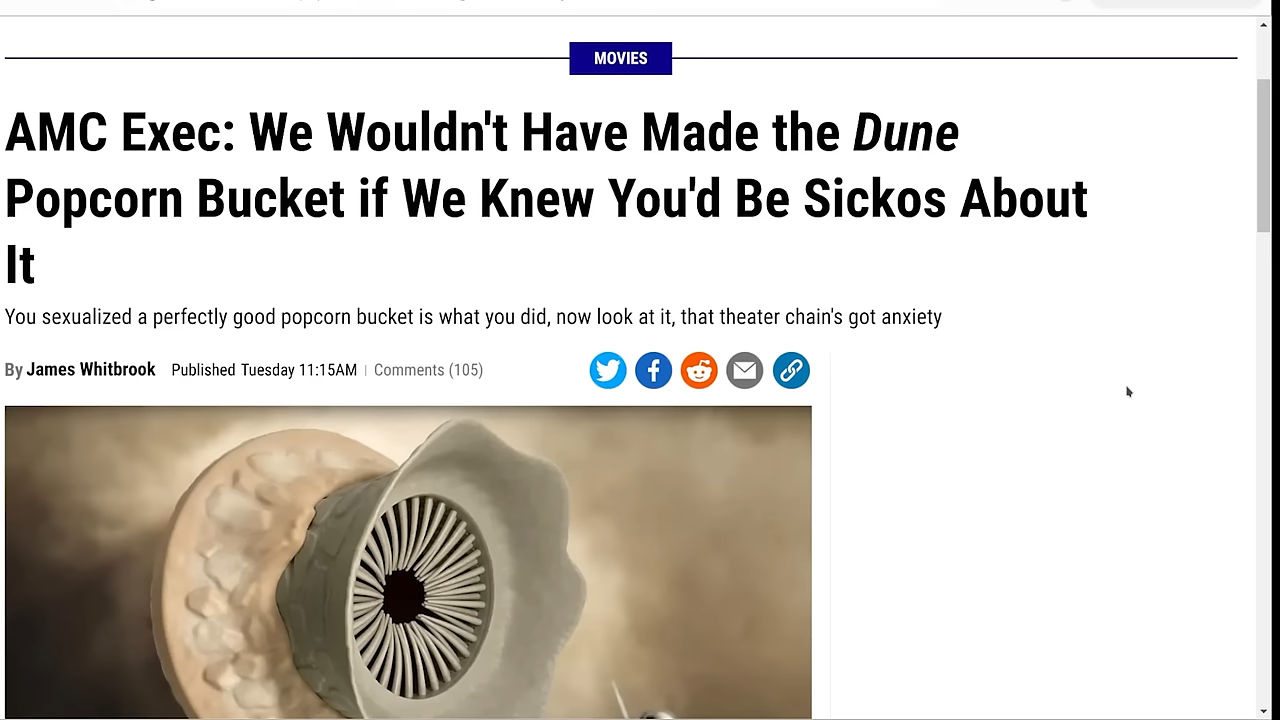 MOVIES
AMC Exec: We Wouldn't Have Made the Dune
Popcorn Bucket if We Knew You'd Be Sickos About
It
You sexualized a perfectly good popcorn bucket is what you did, now look at it, that theater chain's got anxiety
By James Whitbrook Published Tuesday 11:15AM | Comments (105)